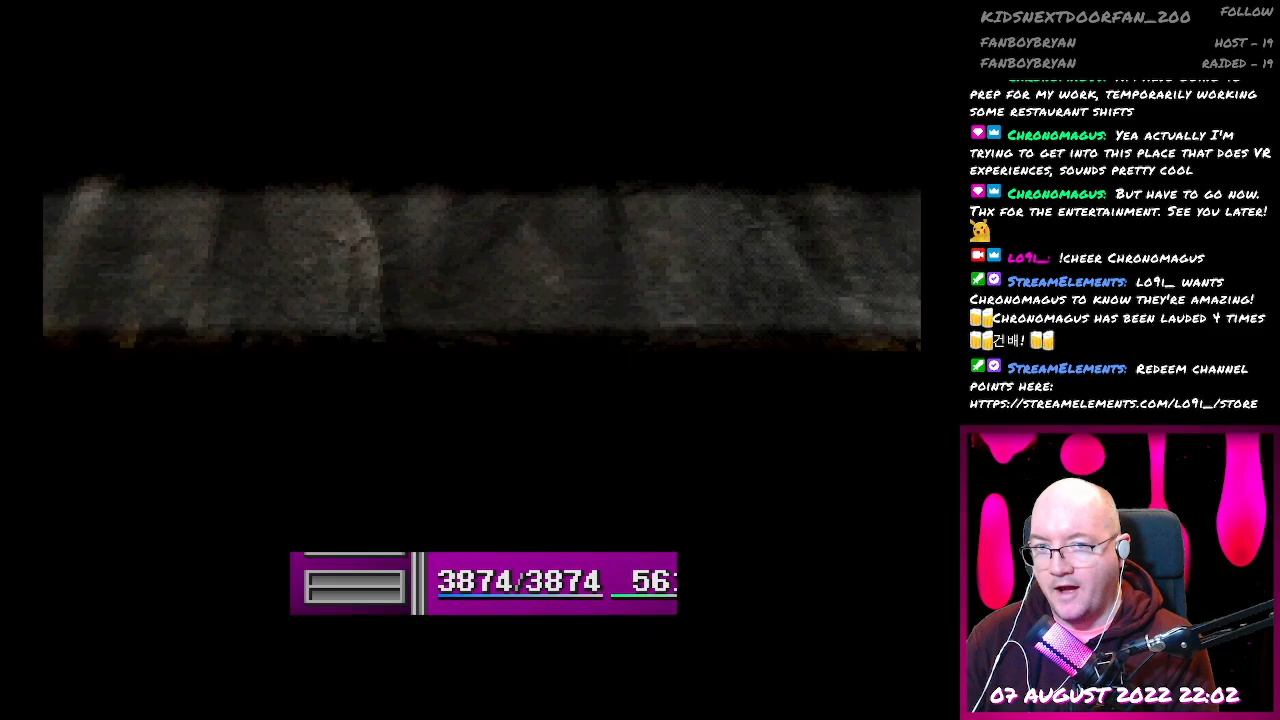 KIDSNEXTDOORFAN_200 FOLLOW
FANBOYBRYAN HOST - 19
FANBOYBRYAN RAIDED - 19
PREP FOR MY WORK, TEMPORARILY WORKING
SOME RESTAURANT SHIFTS
CHRONOMAGUS: YEA ACTUALLY I'M
TRYING TO GET INTO THIS PLACE THAT DOES VR
EXPERIENCES, SOUNDS PRETTY COOL
CHRONOMAGUS: BUT HAVE TO GO NOW.
THX FOR THE ENTERTAINMENT. SEE YOU LATER!
LO9I_: !CHEER CHRONOMAGUS
STREAMELEMENTS: LO9I_ WANTS
CHRONOMAGUS TO KNOW THEY'RE AMAZING!
CHRONOMAGUS HAS BEEN LAUDED 4 TIMES
건배!
STREAMELEMENTS: REDEEM CHANNEL
POINTS HERE:
HTTPS://STREAMELEMENTS.COM/LO9I_/STORE
3874/3874 561
07 AUGUST 2022 22:02